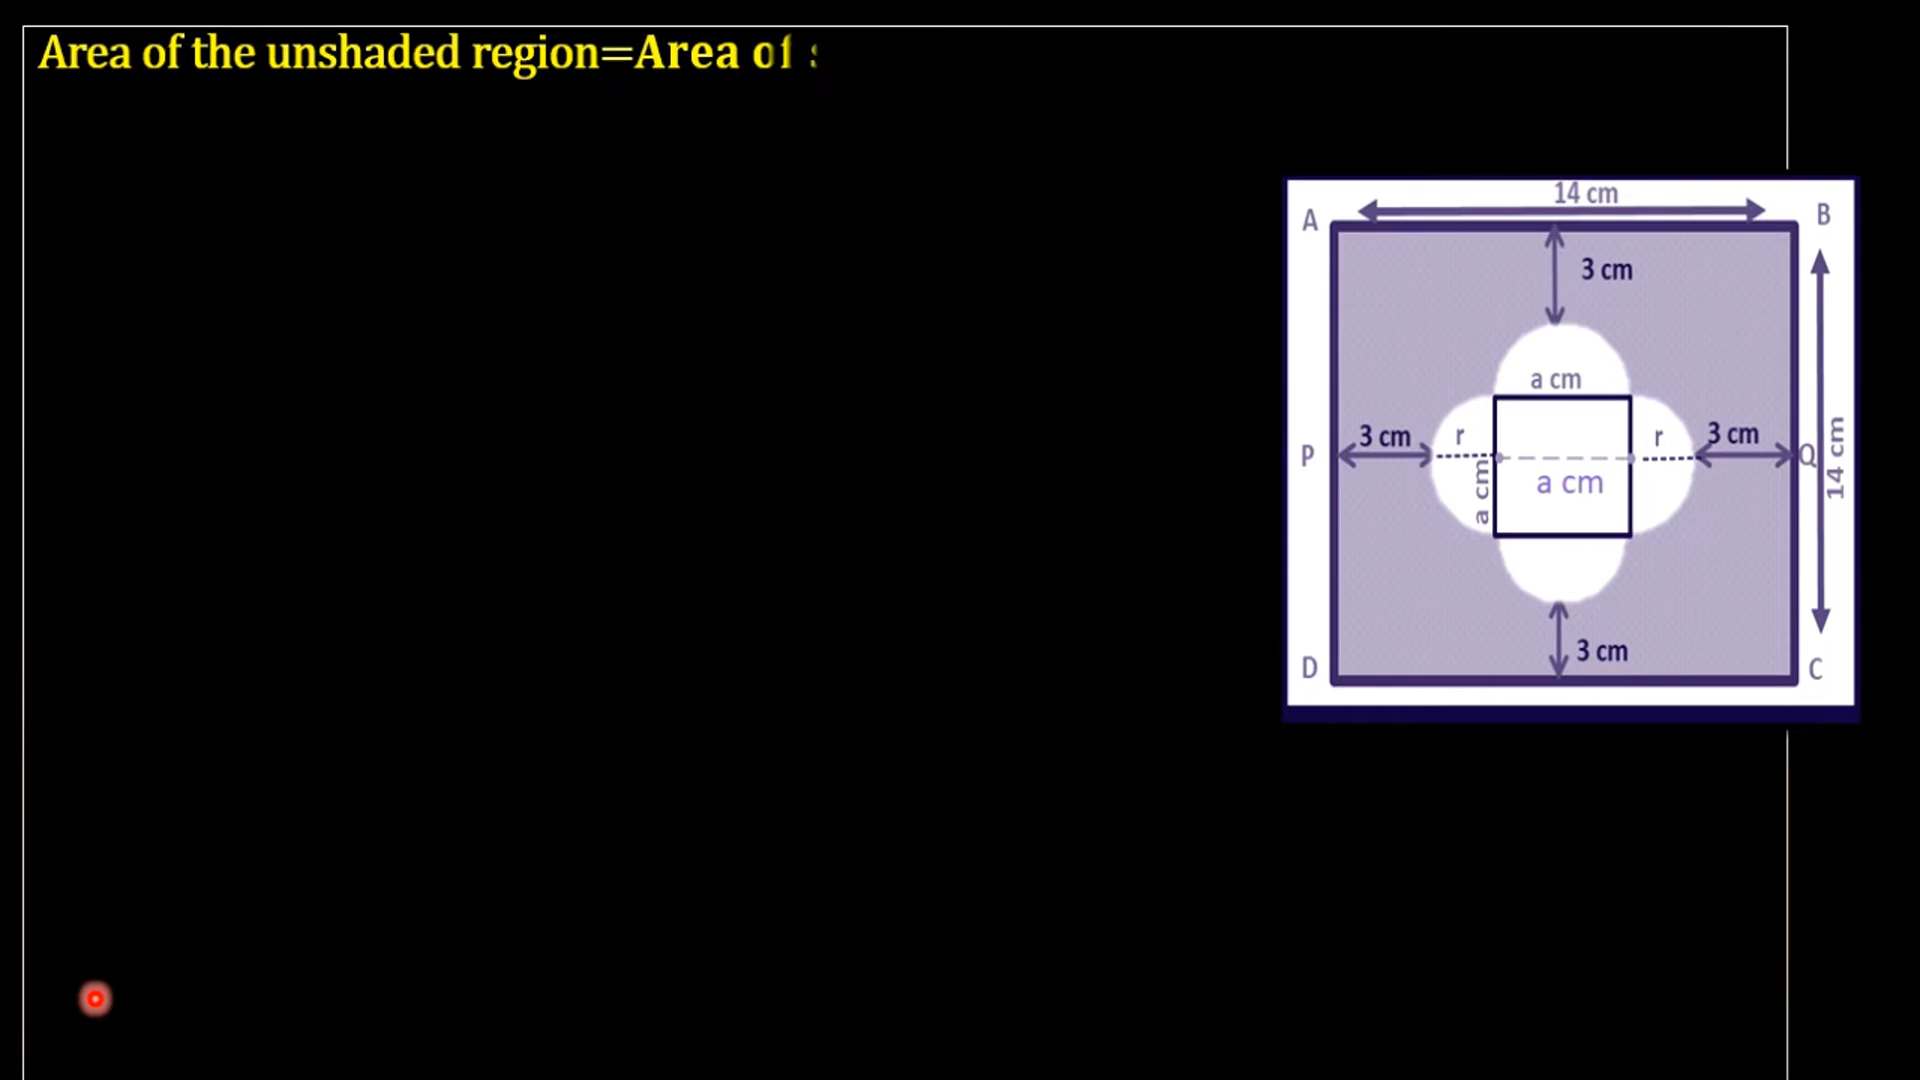 Area of the unshaded region=Area of
14 cm
A
B
3 cm
a cm
3 cm
r
r
3 cm
P
Q
a cm
a cm
14 cm
3 cm
D
C